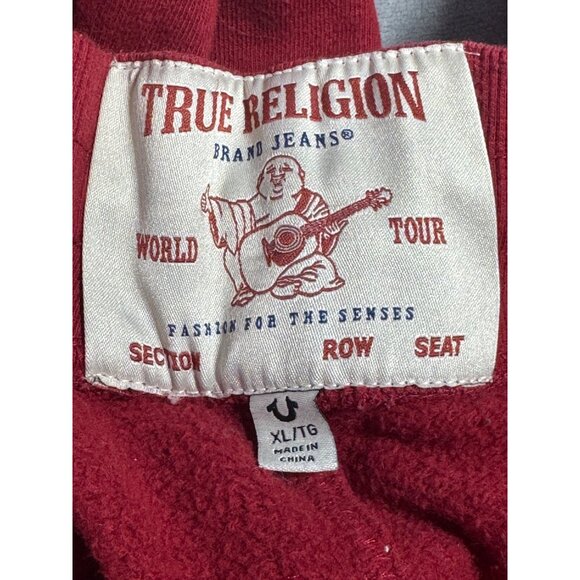 TRUE RELIGION
BRAND JEANS®
WORLD TOUR
FASHION FOR THE SENSES
SECTION ROW SEAT
XL/TG
MADE IN
CHINA